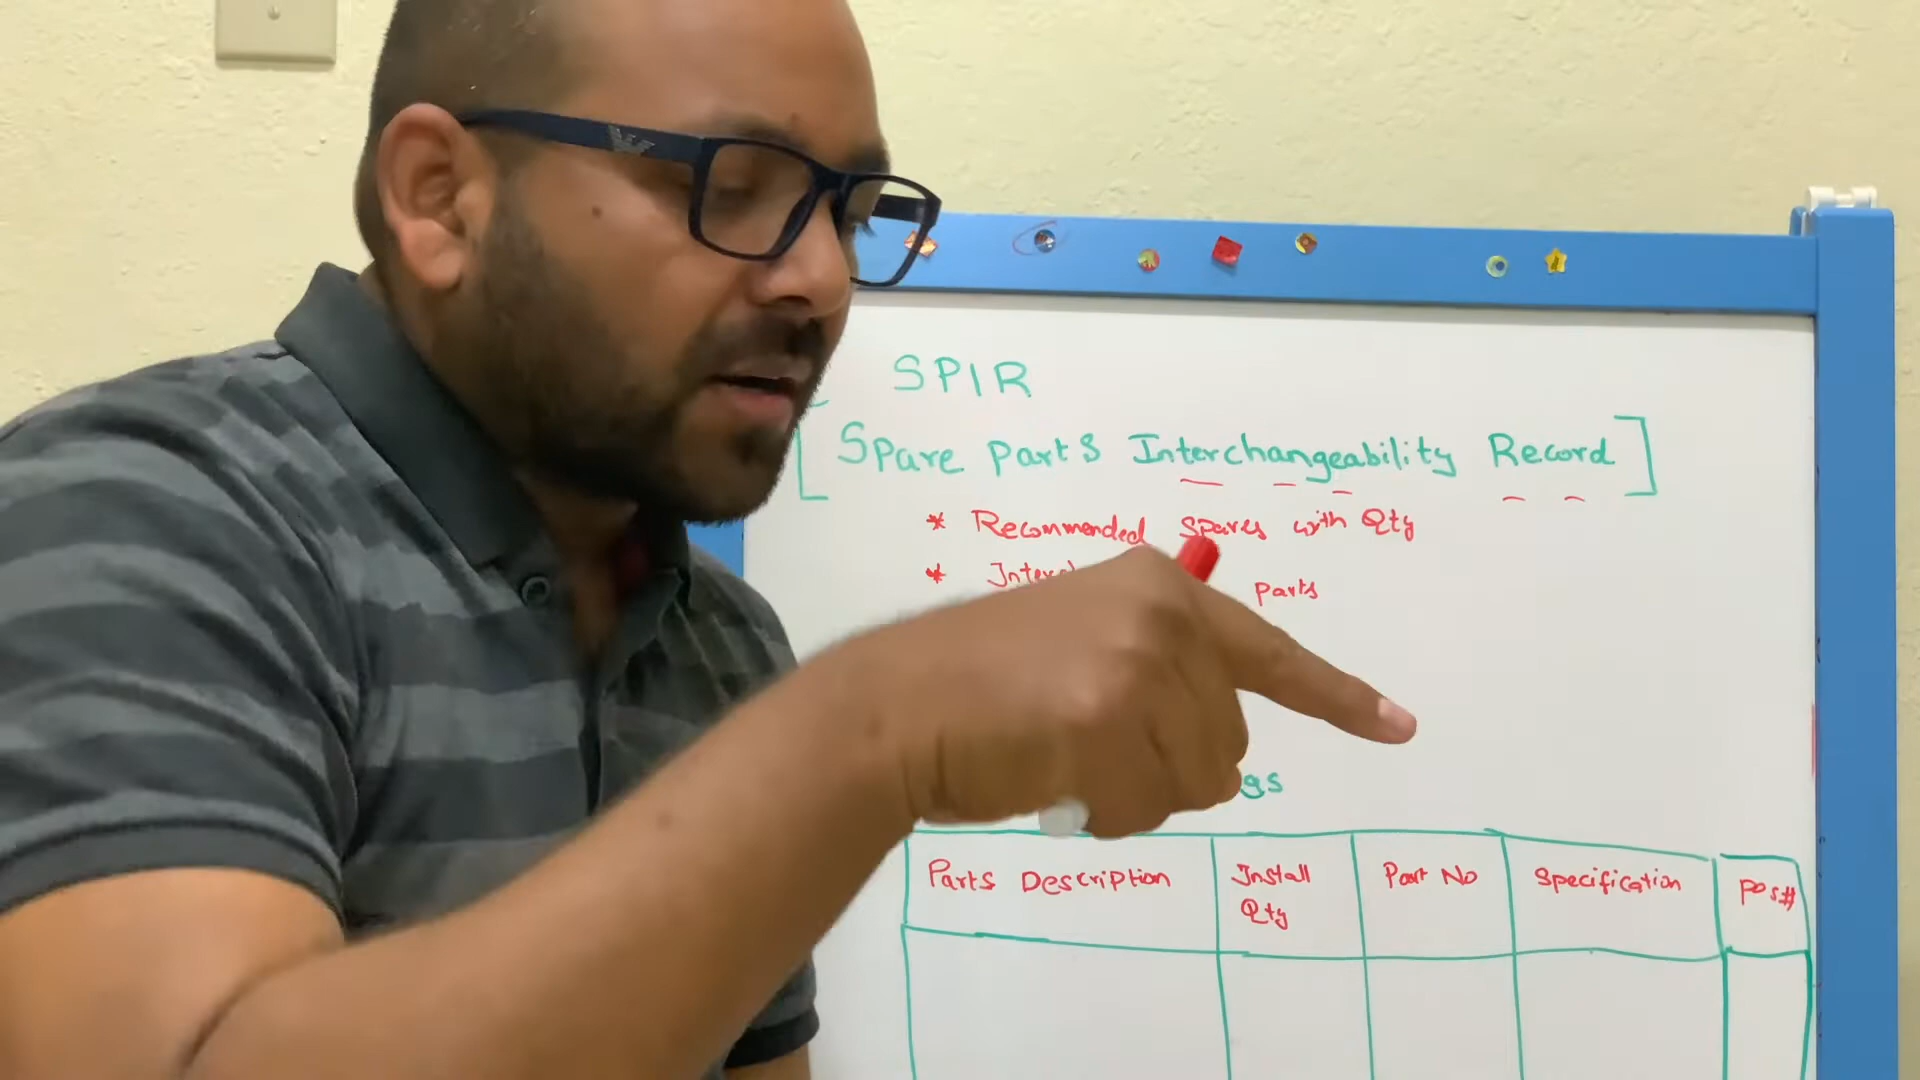 SPIR
[Spare Parts Interchangeability Record]
* Recommended Spares with Qty
* parts
Parts Description
Install Qty
Part No
Specification
Pos#